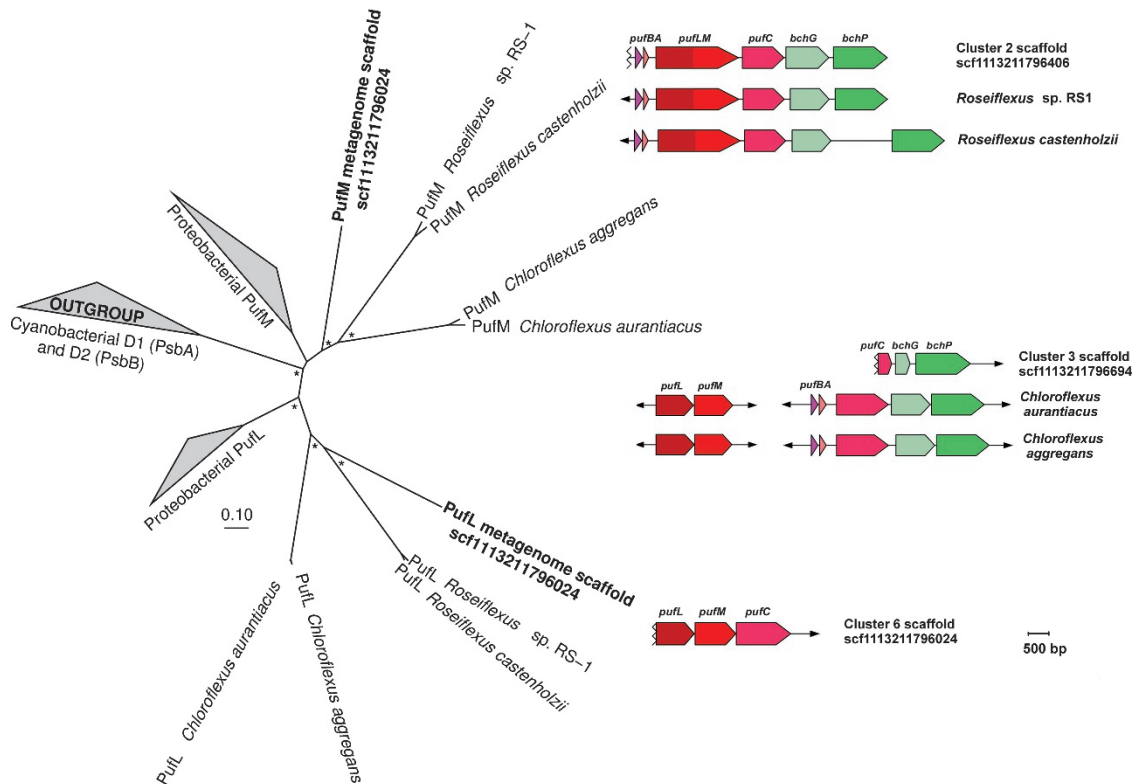 PufM metagenome scaffold
scf1113211796024
PufM Roseiflexus sp. RS-1
PufM Roseiflexus castenholzii
PufM Chloroflexus aggregans
PufM Chloroflexus aurantiacus
Proteobacterial PufM
OUTGROUP
Cyanobacterial D1 (PsbA)
and D2 (PsbB)
Proteobacterial PufL
0.10
* * * * * *
PufL metagenome scaffold
scf1113211796024
PufL Roseiflexus sp. RS-1
PufL Roseiflexus castenholzii
PufL Chloroflexus aggregans
PufL Chloroflexus aurantiacus
pufBA pufLM pufC bchG bchP
Cluster 2 scaffold
scf1113211796406
Roseiflexus sp. RS1
Roseiflexus castenholzii
pufC bchG bchP
Cluster 3 scaffold
scf1113211796694
pufL pufM pufBA
Chloroflexus
aurantiacus
Chloroflexus
aggregans
pufL pufM pufC
Cluster 6 scaffold
scf1113211796024
500 bp